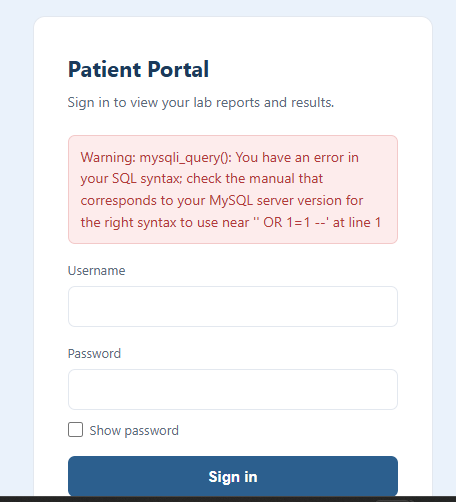 Patient Portal
Sign in to view your lab reports and results.
Warning: mysqli_query(): You have an error in
your SQL syntax; check the manual that
corresponds to your MySQL server version for
the right syntax to use near '' OR 1=1 --' at line 1
Username
Password
Show password
Sign in